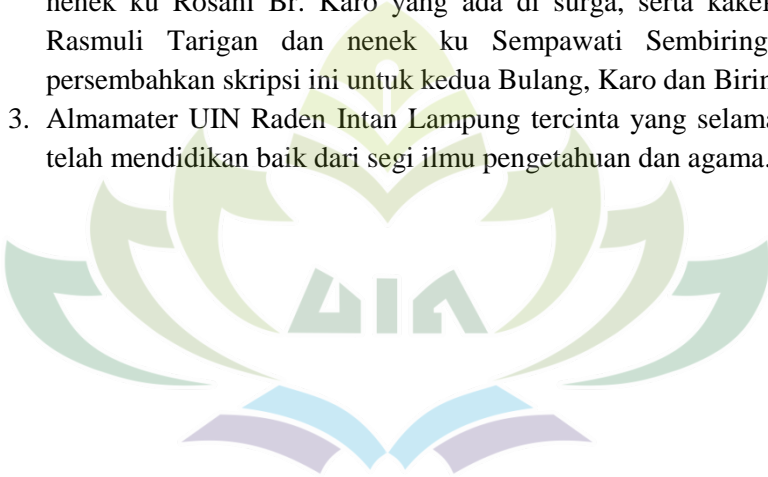 nenek ku Rosani Br. Karo yang ada di surga, serta
Rasmuli Tarigan dan nenek ku Sempawati Sembiring
persembahkan skripsi ini untuk kedua Bulang, Karo dan
3. Almamater UIN Raden Intan Lampung tercinta yang
telah mendidikan baik dari segi ilmu pengetahuan dan agama.
UIN